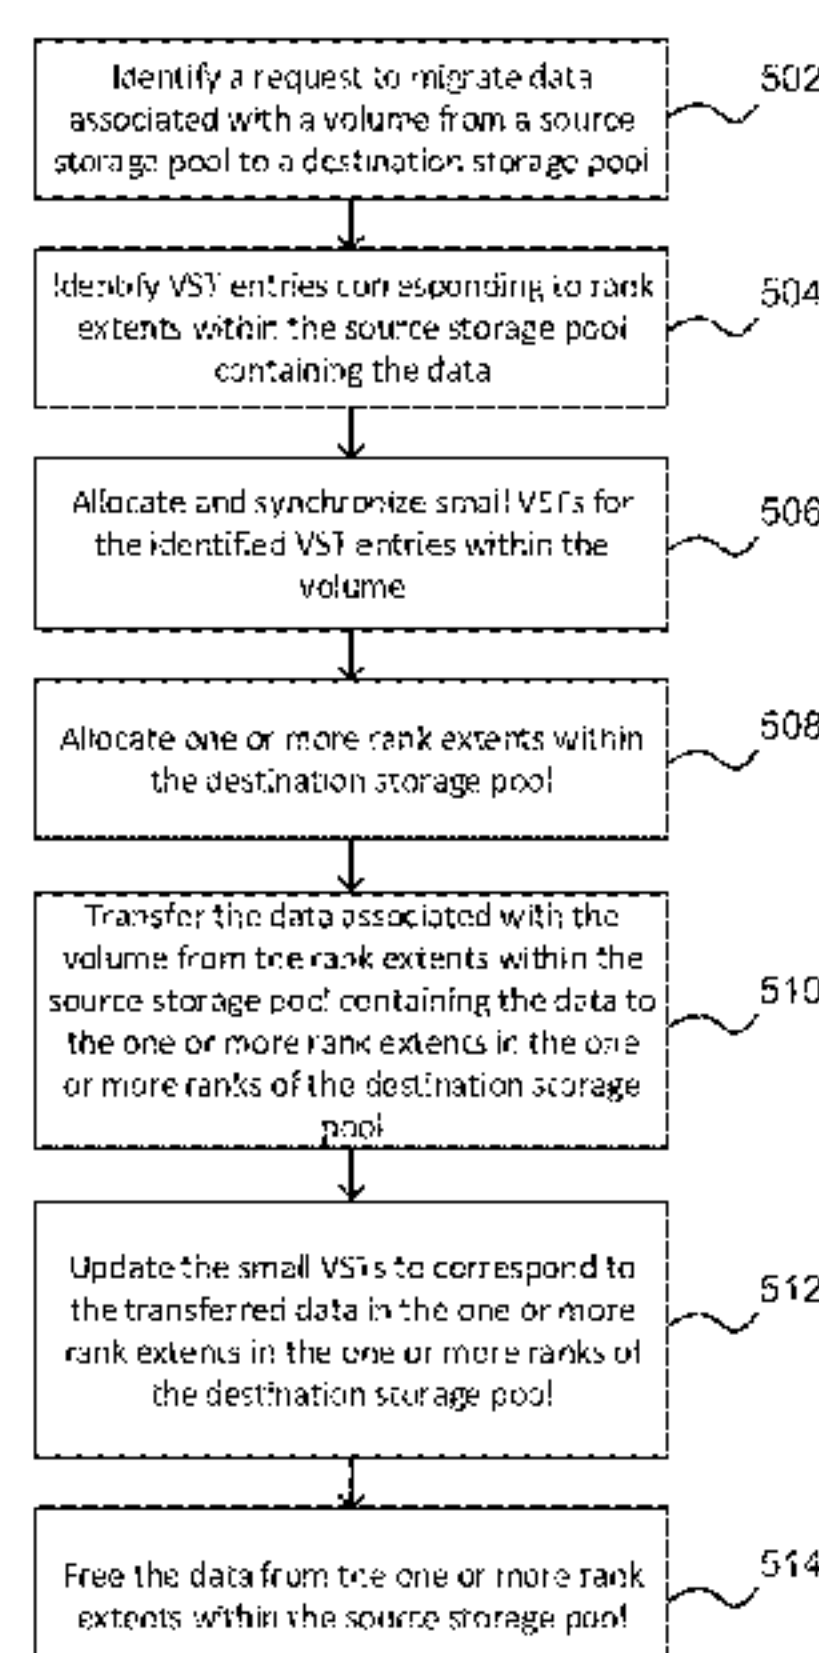 Identify a request to migrate data
associated with a volume from a source
storage pool to a destination storage pool
502
Identify VST entries corresponding to rank
extents within the source storage pool
containing the data
504
Allocate and synchronize small VSTs for
the identified VST entries within the
volume
506
Allocate one or more rank extents within
the destination storage pool
508
Transfer the data associated with the
volume from the rank extents within the
source storage pool containing the data to
the one or more rank extents in the one
or more ranks of the destination storage
pool
510
Update the small VSTs to correspond to
the transferred data in the one or more
rank extents in the one or more ranks of
the destination storage pool
512
Free the data from the one or more rank
extents within the source storage pool
514